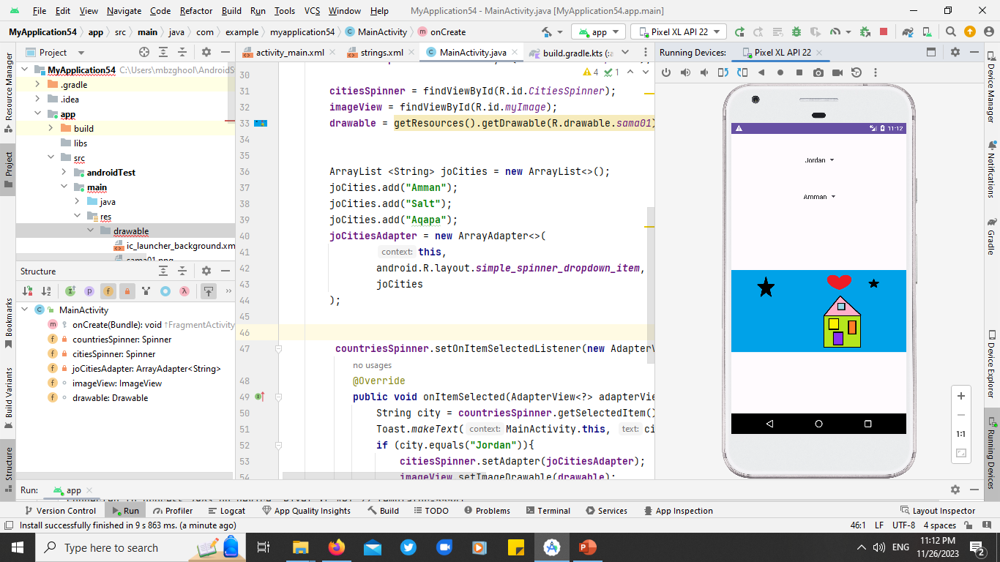 File Edit View Navigate Code Refactor Build Run Tools VCS Window Help MyApplication54 - MainActivity.java [MyApplication54.app.main]
MyApplication54 app src main java com example myapplication54 MainActivity onCreate app Pixel XL API 22
Project activity_main.xml strings.xml MainActivity.java build.gradle.kts (:a Running Devices: Pixel XL API 22
Resource Manager
Project
Bookmarks
Build Variants
Structure
MyApplication54 C:\Users\mbzghool\AndroidS
.gradle
.idea
app
build
libs
src
androidTest
main
java
res
drawable
ic_launcher_background.xm
sama01.png
Structure
MainActivity
onCreate(Bundle): void ↑FragmentActivity
countriesSpinner: Spinner
citiesSpinner: Spinner
joCitiesAdapter: ArrayAdapter<String>
imageView: ImageView
drawable: Drawable
4 1
30
31 citiesSpinner = findViewById(R.id.CitiesSpinner);
32 imageView = findViewById(R.id.myImage);
33 drawable = getResources().getDrawable(R.drawable.sama01)
34
35
36 ArrayList <String> joCities = new ArrayList<>();
37 joCities.add("Amman");
38 joCities.add("Salt");
39 joCities.add("Aqapa");
40 joCitiesAdapter = new ArrayAdapter<>(
41 context: this,
42 android.R.layout.simple_spinner_dropdown_item,
43 joCities
44 );
45
46
47 countriesSpinner.setOnItemSelectedListener(new AdapterV
no usages
48 @Override
49 public void onItemSelected(AdapterView<?> adapterVie
50 String city = countriesSpinner.getSelectedItem()
51 Toast.makeText( context: MainActivity.this, text: ci
52 if (city.equals("Jordan")){
53 citiesSpinner.setAdapter(joCitiesAdapter);
54 imageView.setImageDrawable(drawable);
11:12
Jordan
Amman
1:1
Device Manager
Notifications
Gradle
Device Explorer
Running Devices
Run: app
Version Control Run Profiler Logcat App Quality Insights Build TODO Problems Terminal Services App Inspection Layout Inspector
Install successfully finished in 9 s 863 ms. (a minute ago) 46:1 LF UTF-8 4 spaces
Type here to search ENG 11:12 PM
11/26/2023 2